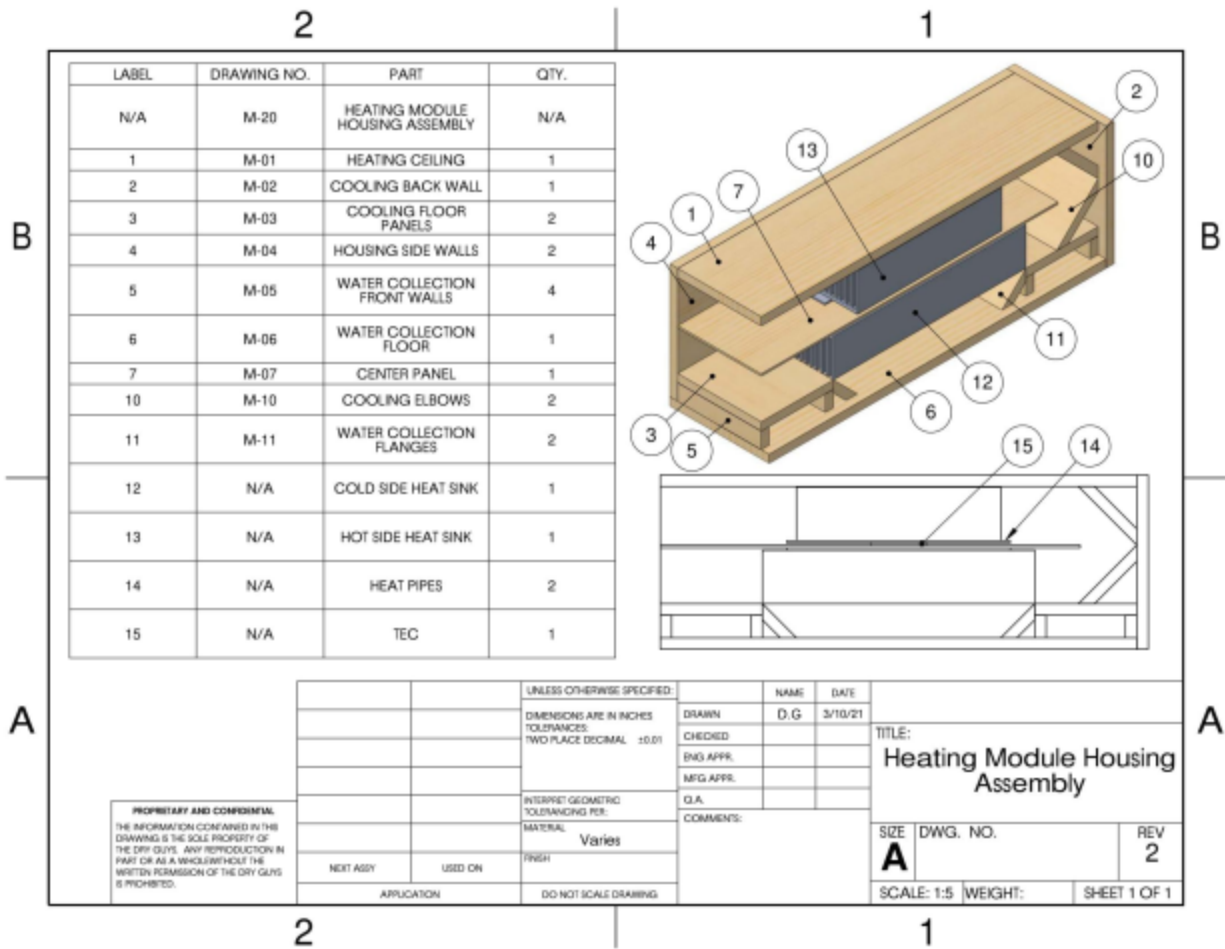 2 1
LABEL DRAWING NO. PART QTY.
N/A M-20 HEATING MODULE HOUSING ASSEMBLY N/A
1 M-01 HEATING CEILING 1
2 M-02 COOLING BACK WALL 1
3 M-03 COOLING FLOOR PANELS 2
4 M-04 HOUSING SIDE WALLS 2
5 M-05 WATER COLLECTION FRONT WALLS 4
6 M-06 WATER COLLECTION FLOOR 1
7 M-07 CENTER PANEL 1
10 M-10 COOLING ELBOWS 2
11 M-11 WATER COLLECTION FLANGES 2
12 N/A COLD SIDE HEAT SINK 1
13 N/A HOT SIDE HEAT SINK 1
14 N/A HEAT PIPES 2
15 N/A TEC 1
2
13
10
7
1
4
11
12
6
3
5
15
14
B B
A A
PROPRIETARY AND CONFIDENTIAL
THE INFORMATION CONTAINED IN THIS
DRAWING IS THE SOLE PROPERTY OF
THE DRY GUYS. ANY REPRODUCTION IN
PART OR AS A WHOLEWITHOUT THE
WRITTEN PERMISSION OF THE DRY GUYS
IS PROHIBITED.
NEXT ASSY USED ON
APPLICATION
UNLESS OTHERWISE SPECIFIED:
DIMENSIONS ARE IN INCHES
TOLERANCES:
TWO PLACE DECIMAL ±0.01
INTERPRET GEOMETRIC
TOLERANCING PER:
MATERIAL
Varies
FINISH
DO NOT SCALE DRAWING
NAME DATE
DRAWN D.G 3/10/21
CHECKED
ENG APPR.
MFG APPR.
Q.A.
COMMENTS:
TITLE:
Heating Module Housing
Assembly
SIZE DWG. NO. REV
A 2
SCALE: 1:5 WEIGHT: SHEET 1 OF 1
2 1